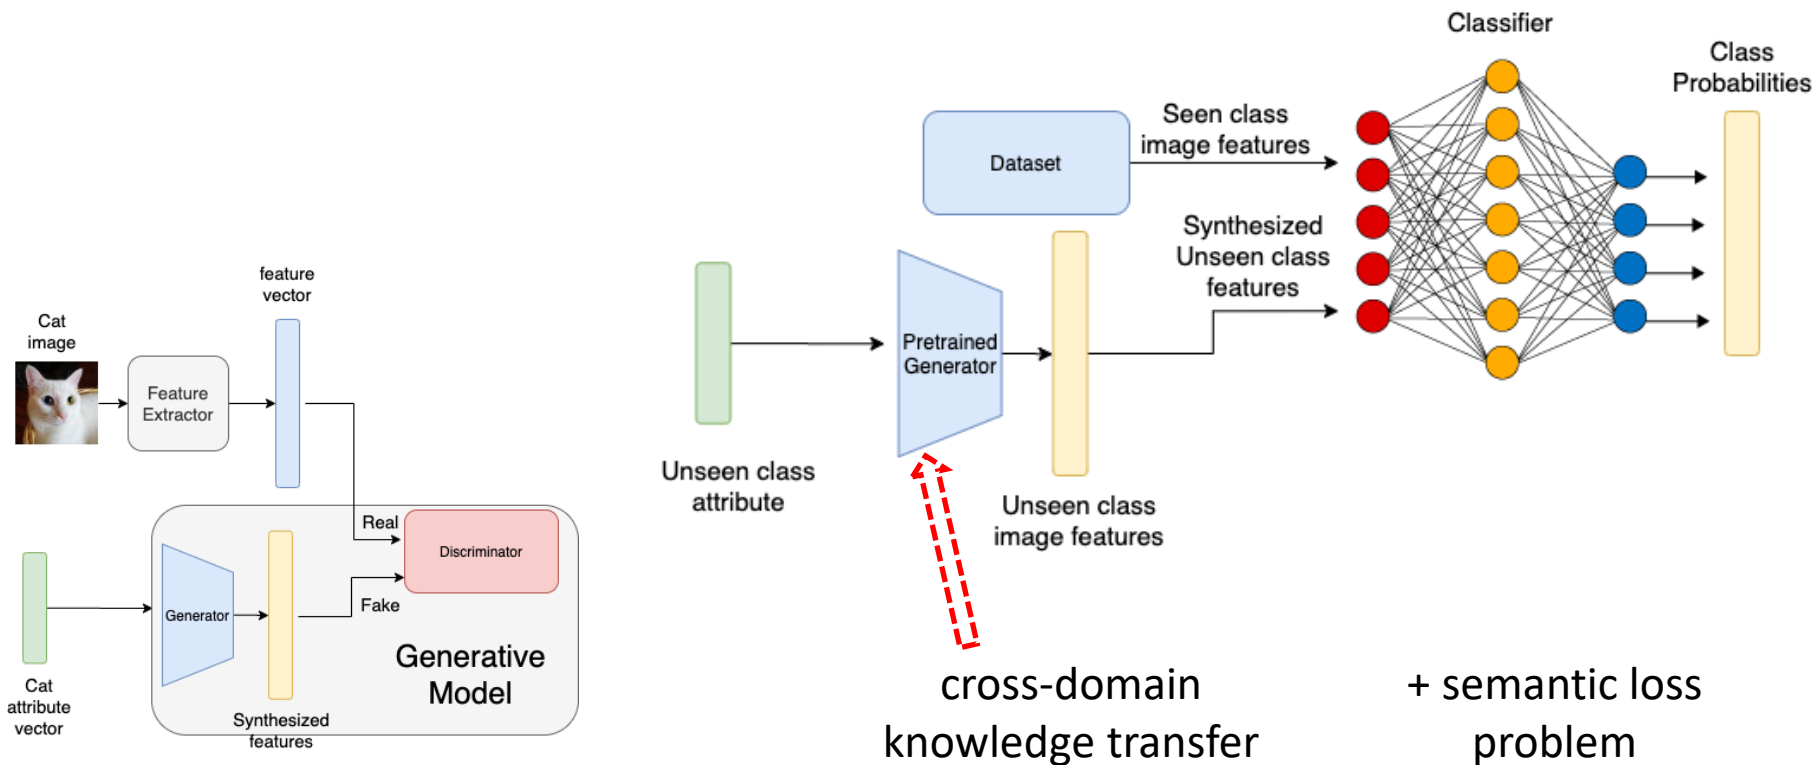 Cat
image
Feature
Extractor
feature
vector
Real
Fake
Discriminator
Generator
Generative
Model
Cat
attribute
vector
Synthesized
features
Unseen class
attribute
Pretrained
Generator
Unseen class
image features
Dataset
Seen class
image features
Synthesized
Unseen class
features
Classifier
Class
Probabilities
cross-domain
knowledge transfer
+ semantic loss
problem